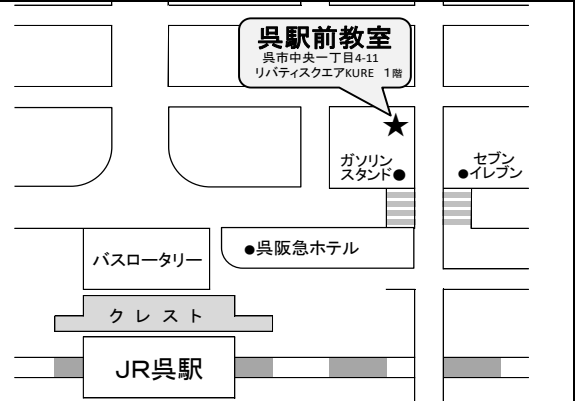 呉駅前教室
呉市中央一丁目4-11
リバティスクエアKURE 1階
★
ガソリン
スタンド●
セブン
●イレブン
●呉阪急ホテル
バスロータリー
クレスト
JR呉駅